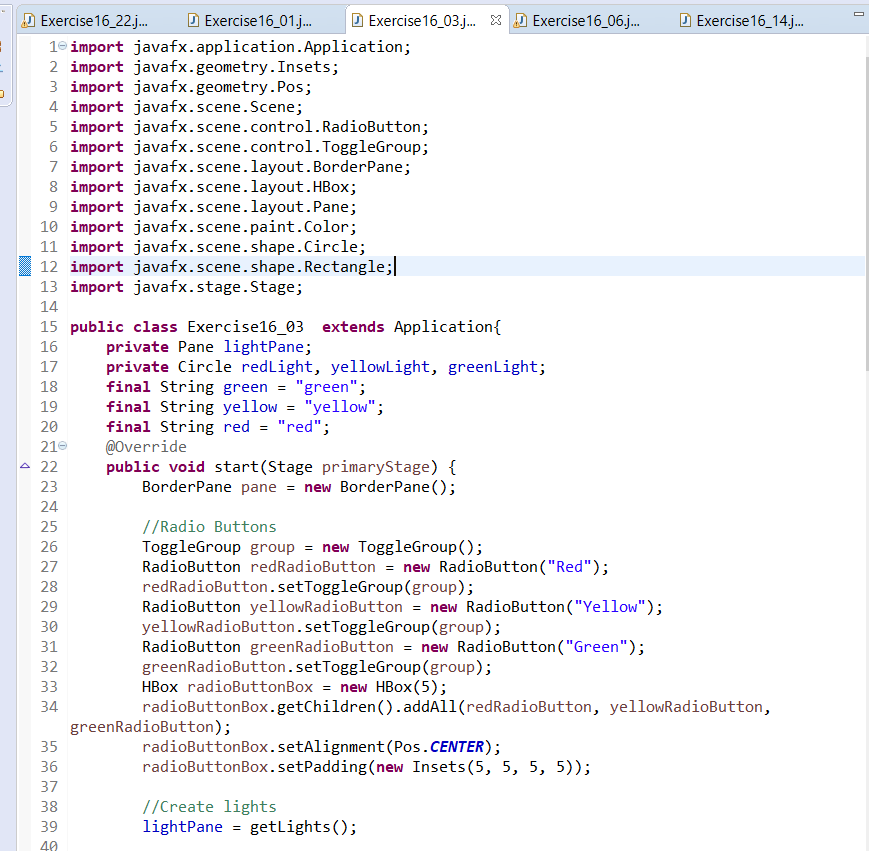 Exercise16_22.j... Exercise16_01.j... Exercise16_03.j... Exercise16_06.j... Exercise16_14.j...
1 import javafx.application.Application;
2 import javafx.geometry.Insets;
3 import javafx.geometry.Pos;
4 import javafx.scene.Scene;
5 import javafx.scene.control.RadioButton;
6 import javafx.scene.control.ToggleGroup;
7 import javafx.scene.layout.BorderPane;
8 import javafx.scene.layout.HBox;
9 import javafx.scene.layout.Pane;
10 import javafx.scene.paint.Color;
11 import javafx.scene.shape.Circle;
12 import javafx.scene.shape.Rectangle;
13 import javafx.stage.Stage;
14
15 public class Exercise16_03  extends Application{
16     private Pane lightPane;
17     private Circle redLight, yellowLight, greenLight;
18     final String green = "green";
19     final String yellow = "yellow";
20     final String red = "red";
21     @Override
22     public void start(Stage primaryStage) {
23         BorderPane pane = new BorderPane();
24
25         //Radio Buttons
26         ToggleGroup group = new ToggleGroup();
27         RadioButton redRadioButton = new RadioButton("Red");
28         redRadioButton.setToggleGroup(group);
29         RadioButton yellowRadioButton = new RadioButton("Yellow");
30         yellowRadioButton.setToggleGroup(group);
31         RadioButton greenRadioButton = new RadioButton("Green");
32         greenRadioButton.setToggleGroup(group);
33         HBox radioButtonBox = new HBox(5);
34         radioButtonBox.getChildren().addAll(redRadioButton, yellowRadioButton,
greenRadioButton);
35         radioButtonBox.setAlignment(Pos.CENTER);
36         radioButtonBox.setPadding(new Insets(5, 5, 5, 5));
37
38         //Create lights
39         lightPane = getLights();
40